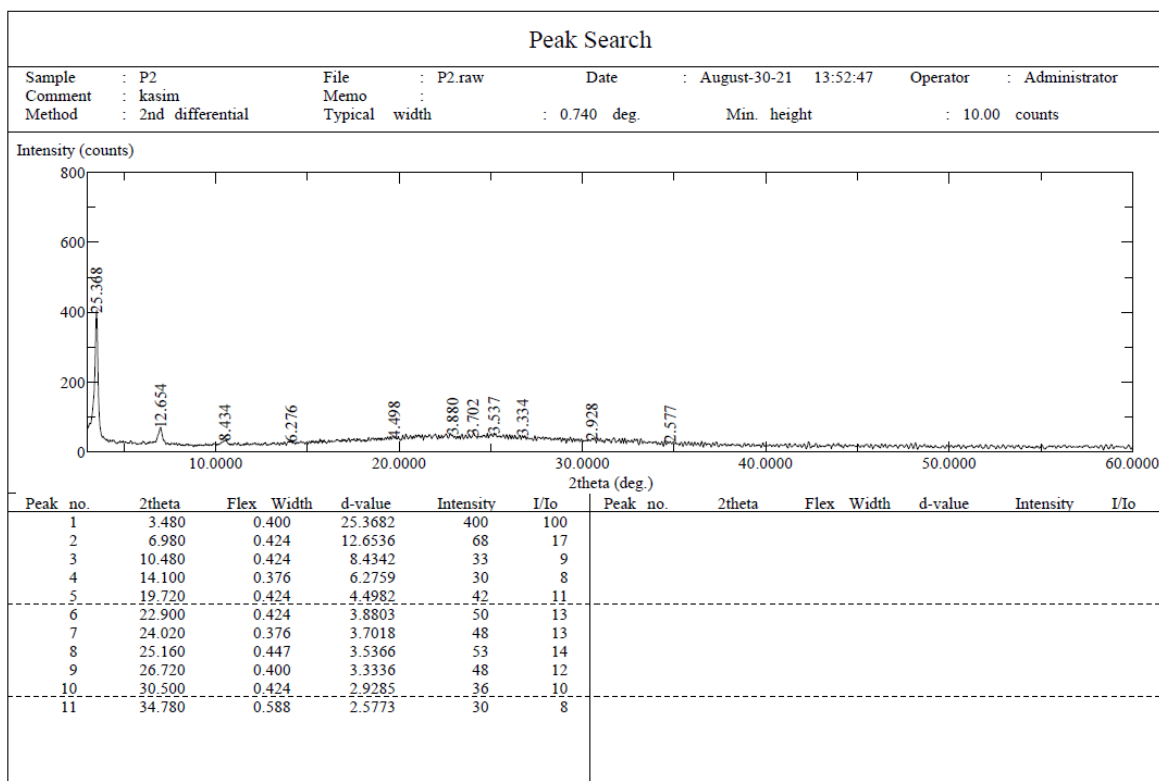 Peak Search
Sample : P2 File : P2.raw Date : August-30-21 13:52:47 Operator : Administrator
Comment : kasim Memo :
Method : 2nd differential Typical width : 0.740 deg. Min. height : 10.00 counts
Intensity (counts)
800
600
400
200
0
25.368
12.654
8.434
6.276
4.498
3.880
3.702
3.537
3.334
2.928
2.577
10.0000 20.0000 30.0000 40.0000 50.0000 60.0000
2theta (deg.)
Peak no. 2theta Flex Width d-value Intensity I/Io Peak no. 2theta Flex Width d-value Intensity I/Io
1 3.480 0.400 25.3682 400 100
2 6.980 0.424 12.6536 68 17
3 10.480 0.424 8.4342 33 9
4 14.100 0.376 6.2759 30 8
5 19.720 0.424 4.4982 42 11
6 22.900 0.424 3.8803 50 13
7 24.020 0.376 3.7018 48 13
8 25.160 0.447 3.5366 53 14
9 26.720 0.400 3.3336 48 12
10 30.500 0.424 2.9285 36 10
11 34.780 0.588 2.5773 30 8